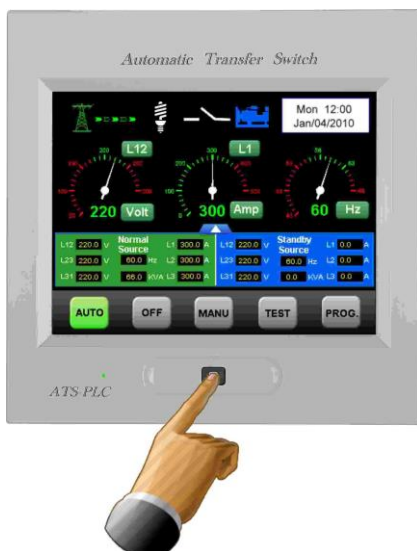 Automatic Transfer Switch
Mon 12:00
Jan/04/2010
L12
L1
220 Volt
300 Amp
60 Hz
Normal Source
L12 220.0 V L1 300.0 A
L23 220.0 V 60.0 Hz L2 300.0 A
L31 220.0 V 66.0 KVA L3 300.0 A
Standby Source
L12 220.0 V L1 0.0 A
L23 220.0 V 60.0 Hz L2 0.0 A
L31 220.0 V 0.0 KVA L3 0.0 A
AUTO OFF MANU TEST PROG.
ATS-PLC